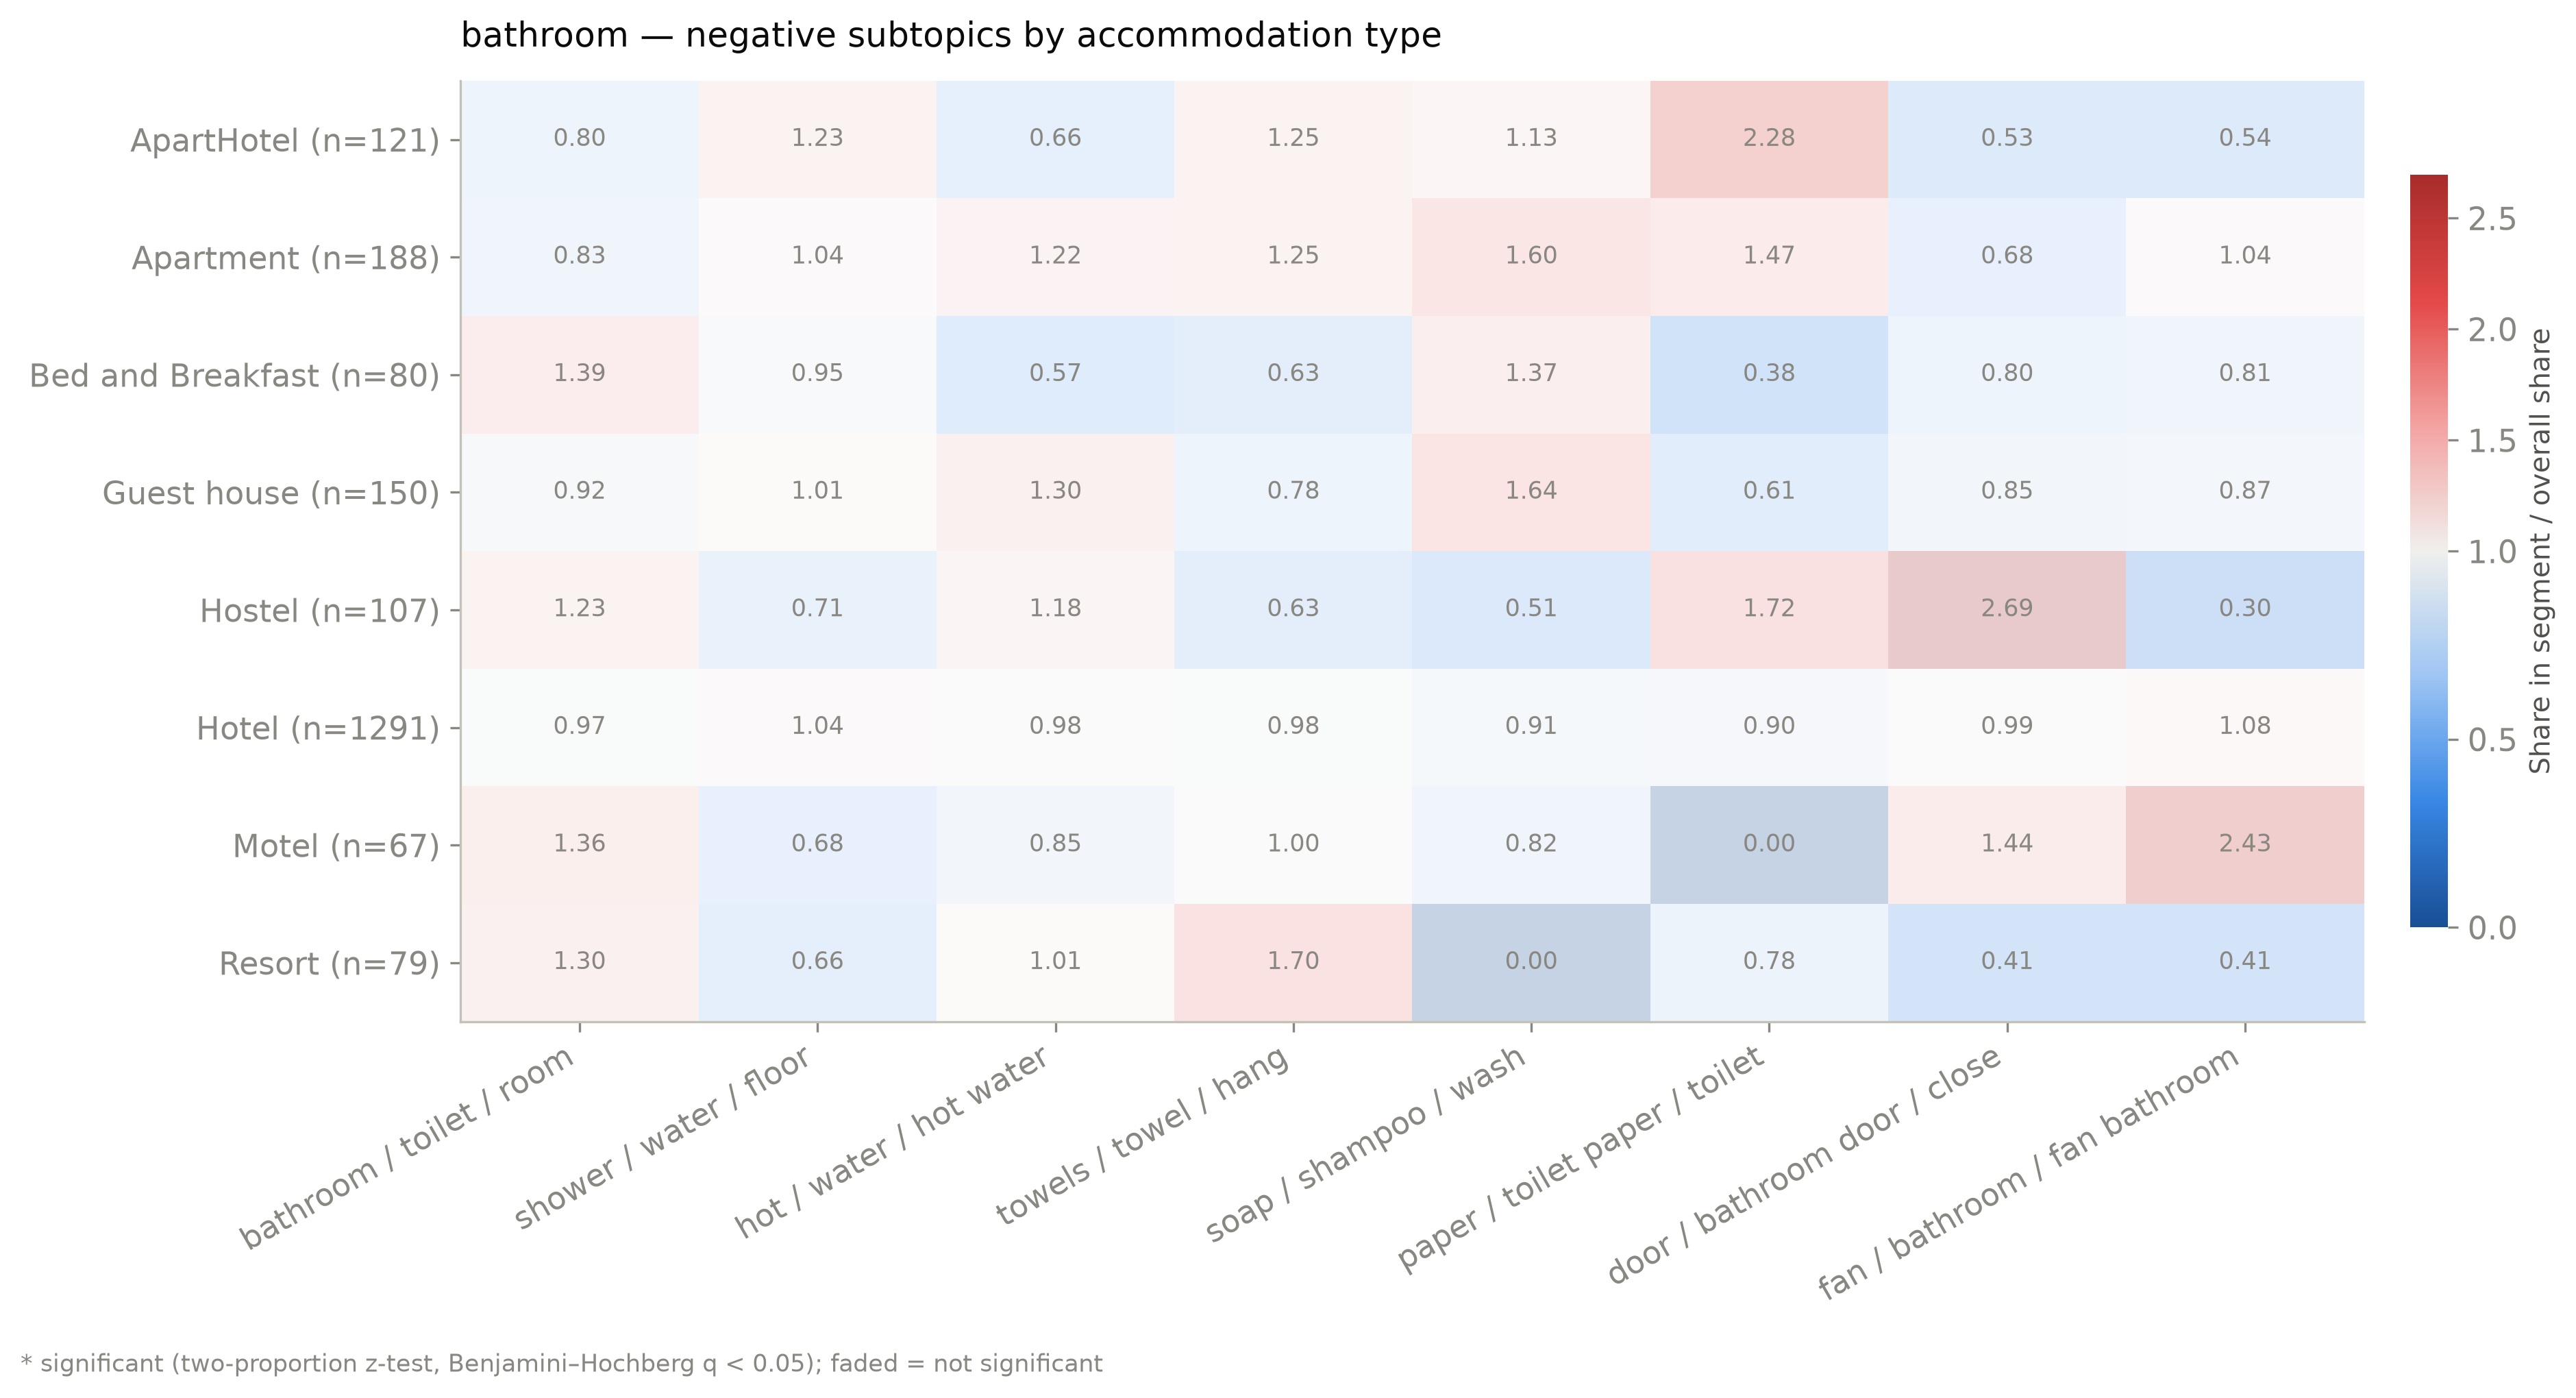 bathroom — negative subtopics by accommodation type
ApartHotel (n=121) 0.80 1.23 0.66 1.25 1.13 2.28 0.53 0.54
Apartment (n=188) 0.83 1.04 1.22 1.25 1.60 1.47 0.68 1.04
Bed and Breakfast (n=80) 1.39 0.95 0.57 0.63 1.37 0.38 0.80 0.81
Guest house (n=150) 0.92 1.01 1.30 0.78 1.64 0.61 0.85 0.87
Hostel (n=107) 1.23 0.71 1.18 0.63 0.51 1.72 2.69 0.30
Hotel (n=1291) 0.97 1.04 0.98 0.98 0.91 0.90 0.99 1.08
Motel (n=67) 1.36 0.68 0.85 1.00 0.82 0.00 1.44 2.43
Resort (n=79) 1.30 0.66 1.01 1.70 0.00 0.78 0.41 0.41
bathroom / toilet / room
shower / water / floor
hot / water / hot water
towels / towel / hang
soap / shampoo / wash
paper / toilet paper / toilet
door / bathroom door / close
fan / bathroom / fan bathroom
2.5
2.0
1.5
1.0
0.5
0.0
Share in segment / overall share
* significant (two-proportion z-test, Benjamini–Hochberg q < 0.05); faded = not significant